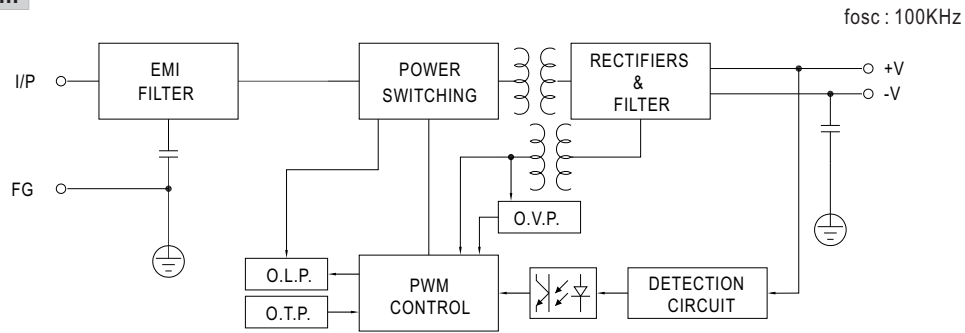 fosc : 100KHz
I/P
EMI
FILTER
POWER
SWITCHING
RECTIFIERS
&
FILTER
+V
-V
FG
O.V.P.
O.L.P.
O.T.P.
PWM
CONTROL
DETECTION
CIRCUIT